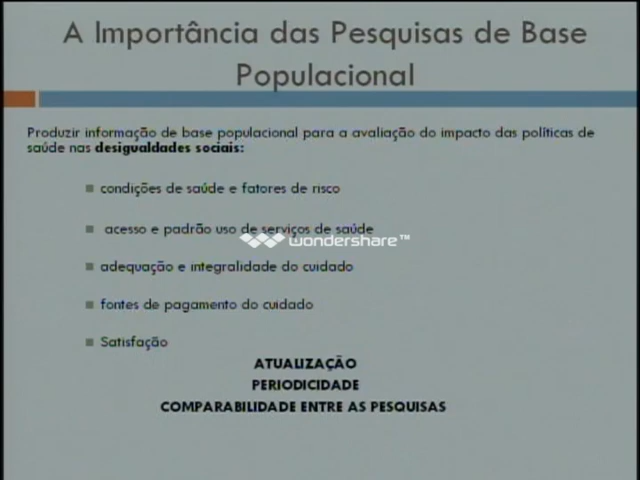 A Importância das Pesquisas de Base
Populacional
Produzir informação de base populacional para a avaliação do impacto das políticas de
saúde nas desigualdades sociais:
condições de saúde e fatores de risco
acesso e padrão uso de serviços de saúde
wondershare™
adequação e integralidade do cuidado
fontes de pagamento do cuidado
Satisfação
ATUALIZAÇÃO
PERIODICIDADE
COMPARABILIDADE ENTRE AS PESQUISAS